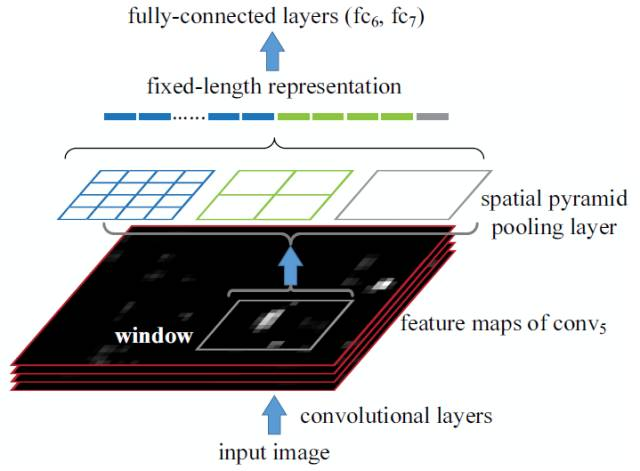 fully-connected layers (fc₆, fc₇)
fixed-length representation
......
spatial pyramid
pooling layer
window
feature maps of conv₅
convolutional layers
input image